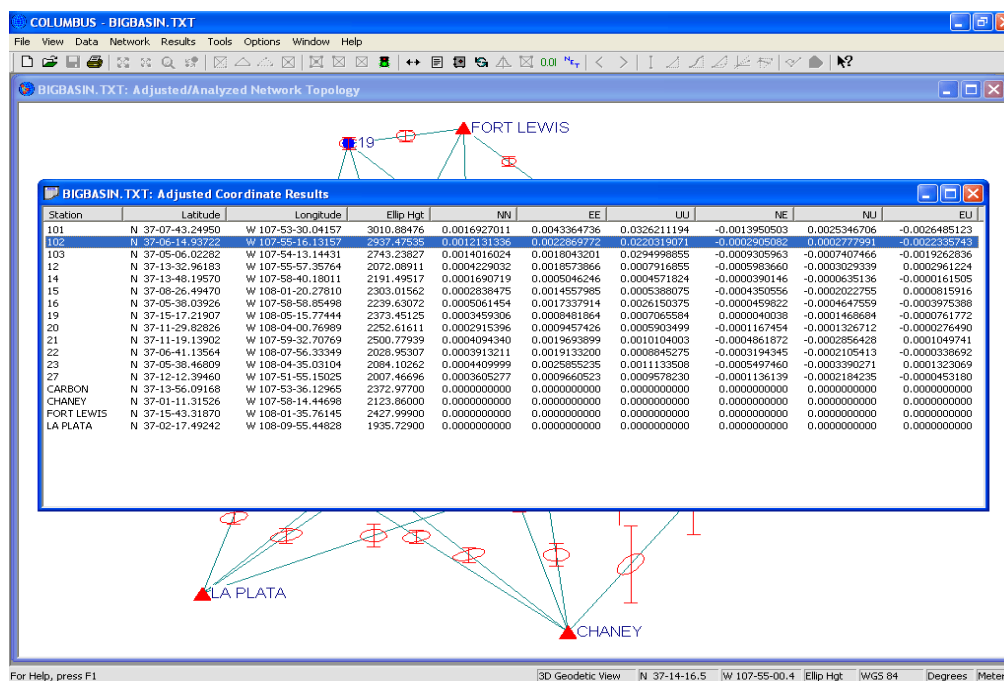 COLUMBUS - BIGBASIN.TXT
File View Data Network Results Tools Options Window Help
0.01 N E T
BIGBASIN.TXT: Adjusted/Analyzed Network Topology
FORT LEWIS
19
BIGBASIN.TXT: Adjusted Coordinate Results
Station Latitude Longitude Ellip Hgt NN EE UU NE NU EU
101 N 37-07-43.24950 W 107-53-30.04157 3010.88476 0.0016927011 0.0043364736 0.0326211194 -0.0013950503 0.0025346706 -0.0026485123
102 N 37-06-14.93722 W 107-55-16.13157 2937.47535 0.0012131336 0.0022869772 0.0220319071 -0.0002905082 0.0002777991 -0.0022335743
103 N 37-05-06.02282 W 107-54-13.14431 2743.23827 0.0014016024 0.0018043201 0.0294998855 -0.0009305963 -0.0007407466 -0.0019262836
12 N 37-13-32.96183 W 107-55-57.35764 2072.08911 0.0004229032 0.0018573866 0.0077916855 -0.0005983660 -0.0003029339 0.0002961224
14 N 37-13-48.19570 W 107-58-40.18011 2191.49517 0.0001690719 0.0005046246 0.0004571824 -0.0000390146 -0.0000635136 -0.0000161505
15 N 37-08-26.49470 W 108-01-20.27810 2303.01562 0.0002838475 0.0014557985 0.0005388075 -0.0004350556 -0.0002022755 0.0000815916
16 N 37-05-38.03926 W 107-58-58.85498 2239.63072 0.0005061454 0.0017337914 0.0026150375 -0.0000459822 -0.0004647559 -0.0003975388
19 N 37-15-17.21907 W 108-05-15.77444 2373.45125 0.0003459306 0.0008481864 0.0007065584 0.0000040038 -0.0001468684 -0.0000761772
20 N 37-11-29.82826 W 108-04-00.76989 2252.61611 0.0002915396 0.0009457426 0.0005903499 -0.0001167454 -0.0001326712 -0.0000276490
21 N 37-11-19.13902 W 107-59-32.70769 2500.77939 0.0004094340 0.0019693899 0.0010104003 -0.0004861872 -0.0002856428 0.0001049741
22 N 37-06-41.13564 W 108-07-56.33349 2028.95307 0.0003913211 0.0019133200 0.0008845275 -0.0003194345 -0.0002105413 -0.0000338692
23 N 37-05-38.46809 W 108-04-35.03104 2084.10262 0.0004409999 0.0025855235 0.0011133508 -0.0005497460 -0.0003390271 0.0001323069
27 N 37-12-12.39460 W 107-51-55.15025 2007.46696 0.0003605277 0.0009660523 0.0009578230 -0.0001136139 -0.0002184235 -0.0000453180
CARBON N 37-13-56.09168 W 107-53-36.12965 2372.97700 0.0000000000 0.0000000000 0.0000000000 0.0000000000 0.0000000000 0.0000000000
CHANEY N 37-01-11.31526 W 107-58-14.44698 2123.86000 0.0000000000 0.0000000000 0.0000000000 0.0000000000 0.0000000000 0.0000000000
FORT LEWIS N 37-15-43.31870 W 108-01-35.76145 2427.99900 0.0000000000 0.0000000000 0.0000000000 0.0000000000 0.0000000000 0.0000000000
LA PLATA N 37-02-17.49242 W 108-09-55.44828 1935.72900 0.0000000000 0.0000000000 0.0000000000 0.0000000000 0.0000000000 0.0000000000
LA PLATA
CHANEY
For Help, press F1 3D Geodetic View N 37-14-16.5 W 107-55-00.4 Ellip Hgt WGS 84 Degrees Meter